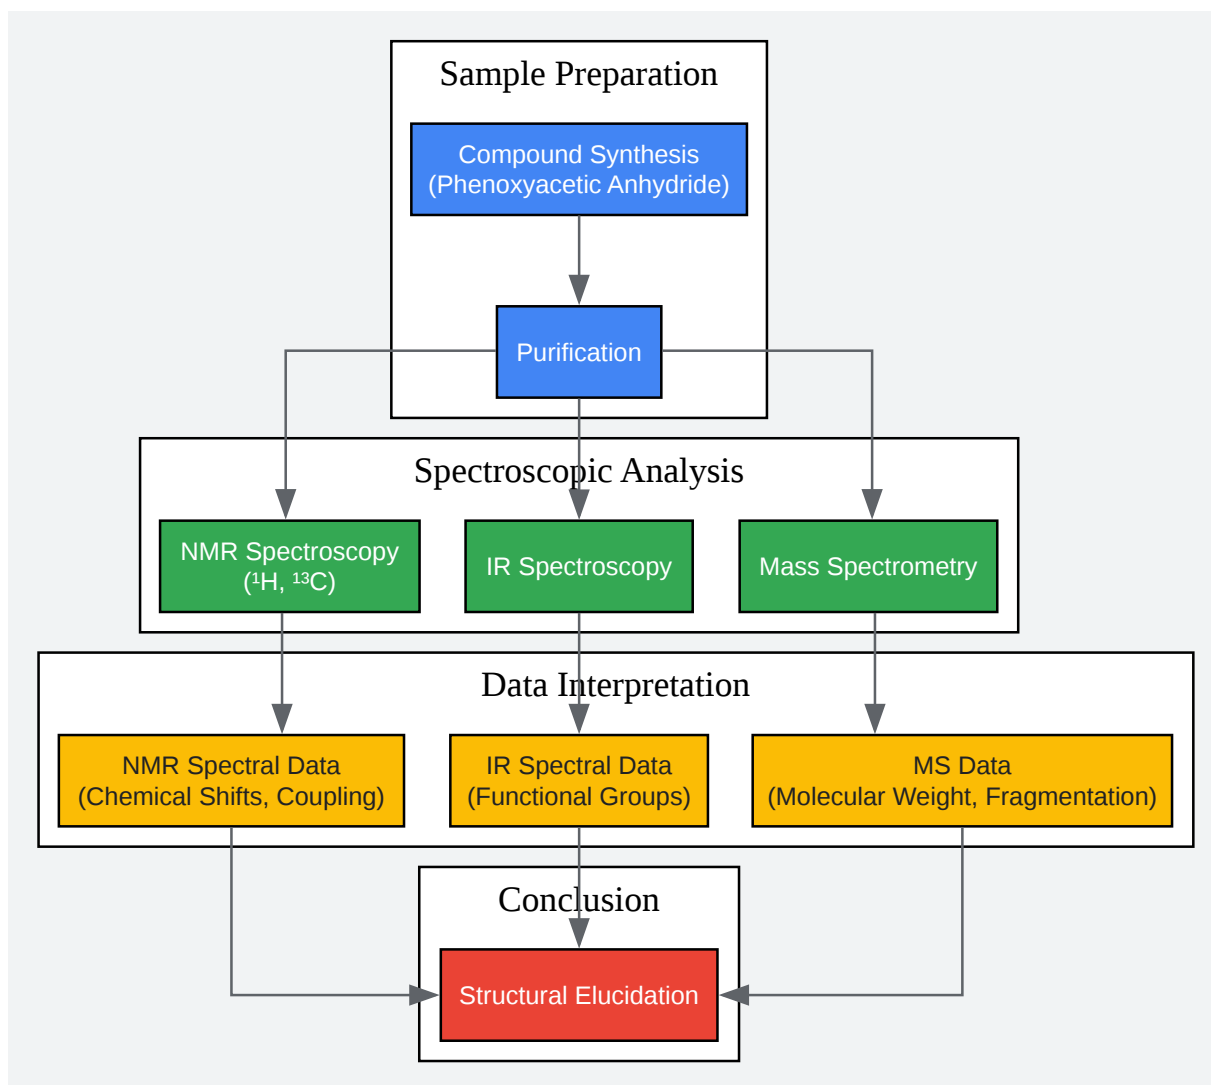 Sample Preparation
Compound Synthesis
(Phenoxyacetic Anhydride)
Purification
Spectroscopic Analysis
NMR Spectroscopy
(¹H, ¹³C)
IR Spectroscopy
Mass Spectrometry
Data Interpretation
NMR Spectral Data
(Chemical Shifts, Coupling)
IR Spectral Data
(Functional Groups)
MS Data
(Molecular Weight, Fragmentation)
Conclusion
Structural Elucidation